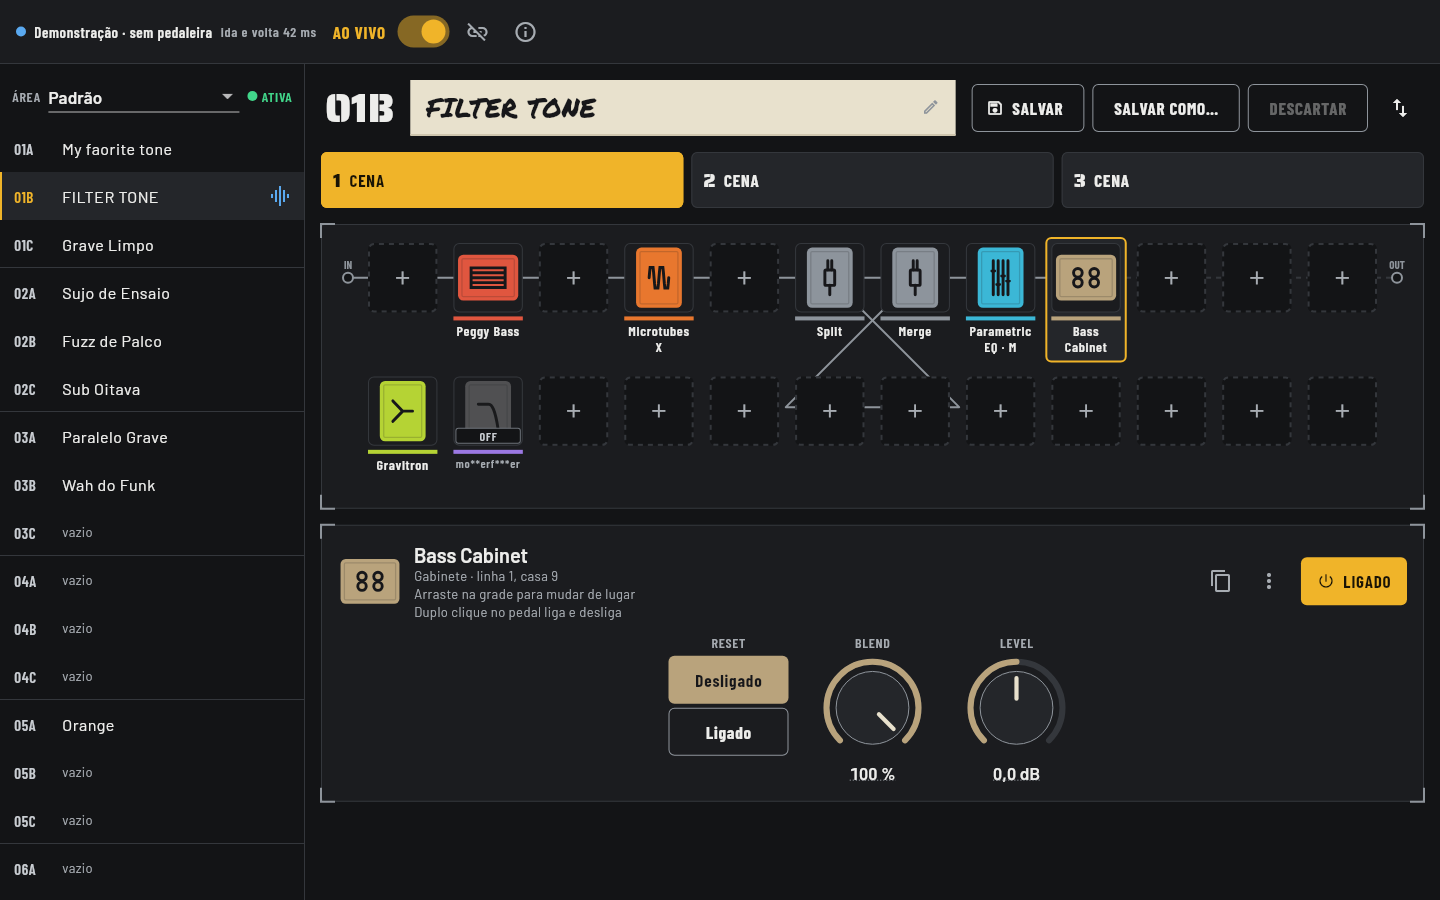 Demonstração · sem pedaleira Ida e volta 42 ms AO VIVO
ÁREA Padrão ATIVA
01A My faorite tone
01B FILTER TONE
01C Grave Limpo
02A Sujo de Ensaio
02B Fuzz de Palco
02C Sub Oitava
03A Paralelo Grave
03B Wah do Funk
03C vazio
04A vazio
04B vazio
04C vazio
05A Orange
05B vazio
05C vazio
06A vazio
01B FILTER TONE SALVAR SALVAR COMO... DESCARTAR
1 CENA 2 CENA 3 CENA
IN OUT
Peggy Bass
Microtubes
X
Split
Merge
Parametric
EQ · M
Bass
Cabinet
OFF
Gravitron
mo**erf***er
Bass Cabinet
Gabinete · linha 1, casa 9
Arraste na grade para mudar de lugar
Duplo clique no pedal liga e desliga
LIGADO
RESET BLEND LEVEL
Desligado
Ligado
100 % 0,0 dB